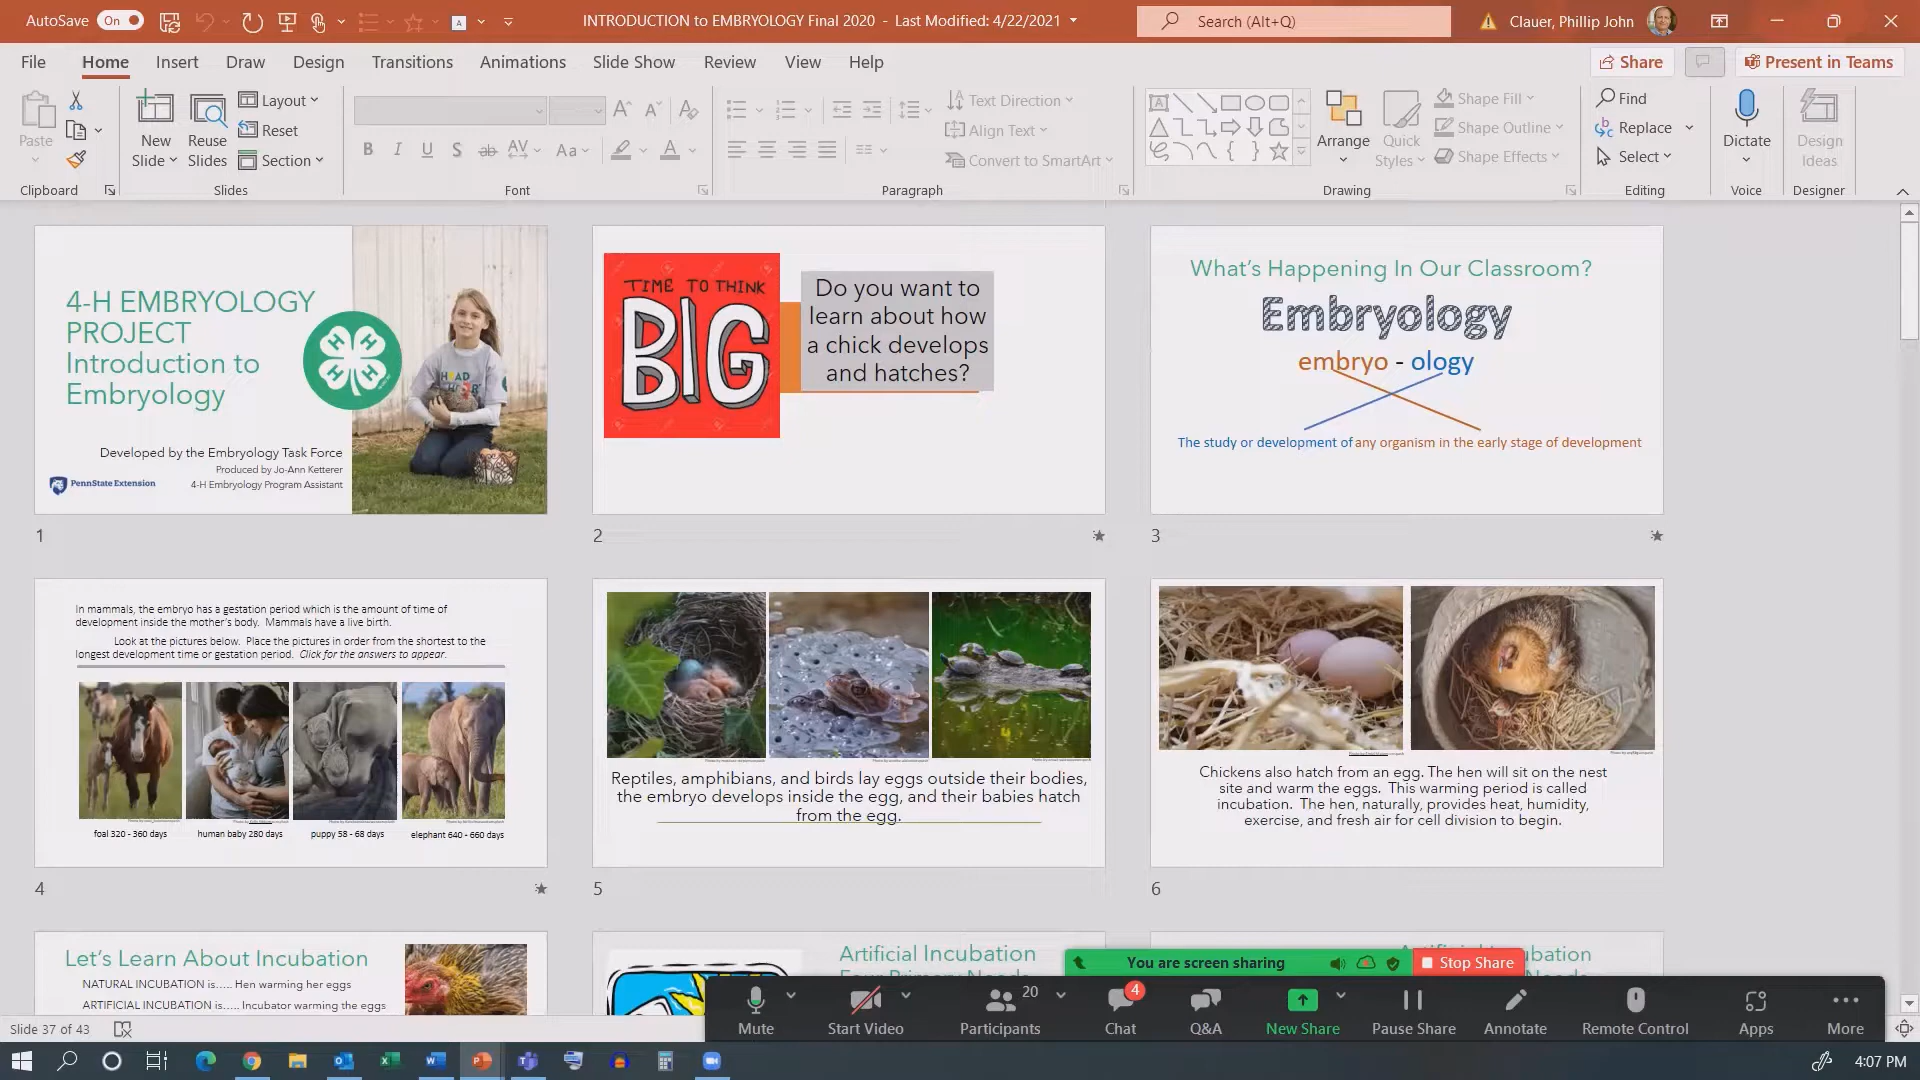 AutoSave On
INTRODUCTION to EMBRYOLOGY Final 2020 - Last Modified: 4/22/2021
Search (Alt+Q)
Clauer, Phillip John
File Home Insert Draw Design Transitions Animations Slide Show Review View Help
Share
Present in Teams
Paste
New Slide
Reuse Slides
Layout
Reset
Section
Text Direction
Align Text
Convert to SmartArt
Arrange
Quick Styles
Shape Fill
Shape Outline
Shape Effects
Find
Replace
Select
Dictate
Design Ideas
Clipboard Slides Font Paragraph Drawing Editing Voice Designer
4-H EMBRYOLOGY
PROJECT
Introduction to
Embryology
H H H H
Developed by the Embryology Task Force
Produced by Jo-Ann Ketterer
4-H Embryology Program Assistant
PennState Extension
1
TIME TO THINK
BIG
Do you want to
learn about how
a chick develops
and hatches?
2
What's Happening In Our Classroom?
Embryology
embryo - ology
The study or development of any organism in the early stage of development
3
In mammals, the embryo has a gestation period which is the amount of time of
development inside the mother's body. Mammals have a live birth.
Look at the pictures below. Place the pictures in order from the shortest to the
longest development time or gestation period. Click for the answers to appear.
foal 320 - 360 days
human baby 280 days
puppy 58 - 68 days
elephant 640 - 660 days
4
Reptiles, amphibians, and birds lay eggs outside their bodies,
the embryo develops inside the egg, and their babies hatch
from the egg.
5
Chickens also hatch from an egg. The hen will sit on the nest
site and warm the eggs. This warming period is called
incubation. The hen, naturally, provides heat, humidity,
exercise, and fresh air for cell division to begin.
6
Let's Learn About Incubation
NATURAL INCUBATION is..... Hen warming her eggs
ARTIFICIAL INCUBATION is..... Incubator warming the eggs
Artificial Incubation
You are screen sharing
Stop Share
Mute
Start Video
Participants 20
Chat 4
Q&A
New Share
Pause Share
Annotate
Remote Control
Apps
More
Slide 37 of 43
4:07 PM